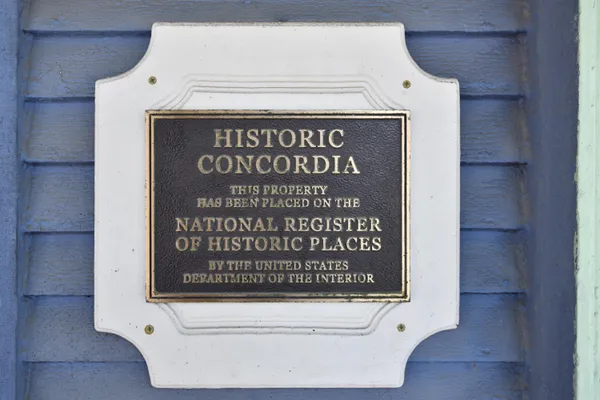 HISTORIC
CONCORDIA
THIS PROPERTY
HAS BEEN PLACED ON THE
NATIONAL REGISTER
OF HISTORIC PLACES
BY THE UNITED STATES
DEPARTMENT OF THE INTERIOR